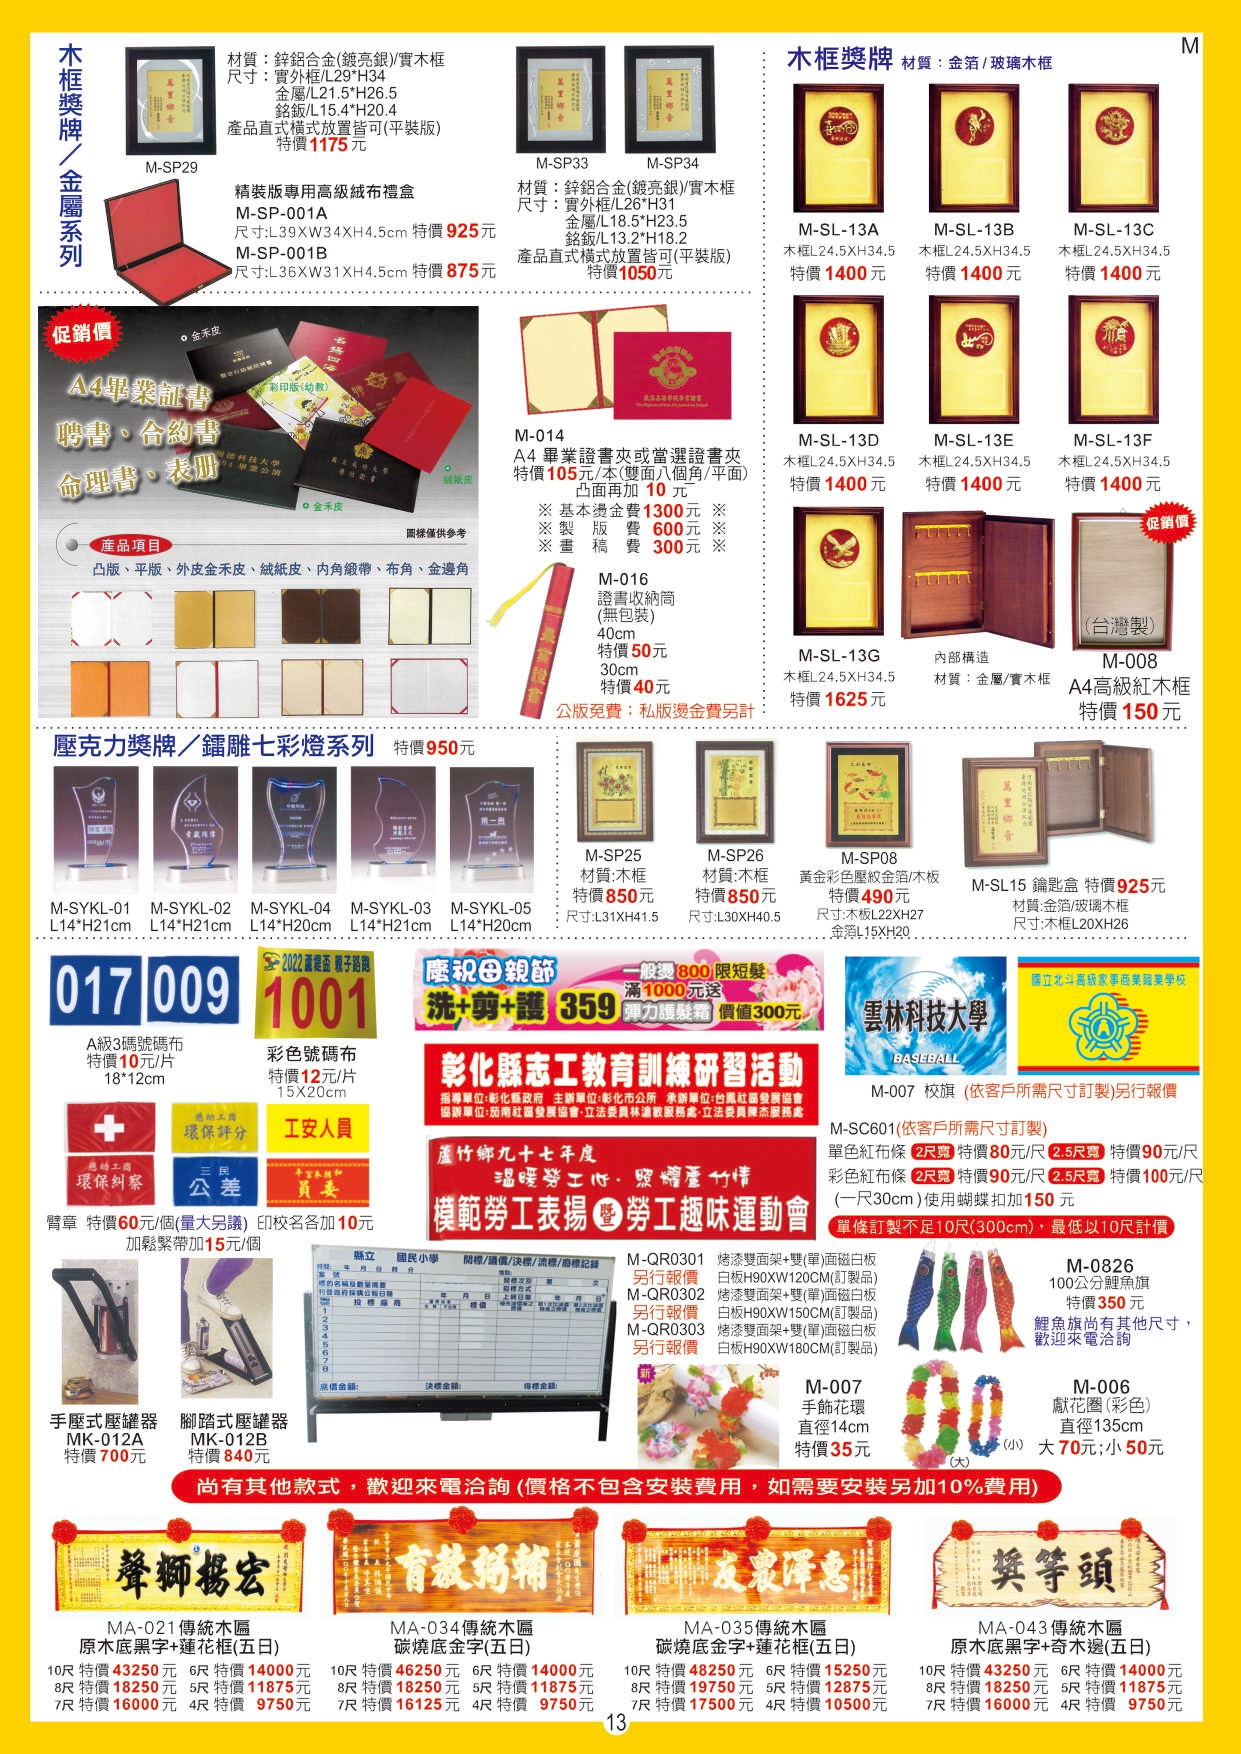 M
木框獎牌／金屬系列
材質：鋅鋁合金(鍍亮銀)/實木框
尺寸：實外框/L29*H34
金屬/L21.5*H26.5
銘鈑/L15.4*H20.4
產品直式橫式放置皆可(平裝版)
特價1175元
M-SP29
精裝版專用高級絨布禮盒
M-SP-001A
尺寸:L39XW34XH4.5cm 特價925元
M-SP-001B
尺寸:L36XW31XH4.5cm 特價875元
M-SP33
M-SP34
材質：鋅鋁合金(鍍亮銀)/實木框
尺寸：實外框/L26*H31
金屬/L18.5*H23.5
銘鈑/L13.2*H18.2
產品直式橫式放置皆可(平裝版)
特價1050元
木框獎牌 材質：金箔/玻璃木框
M-SL-13A
木框L24.5XH34.5
特價1400元
M-SL-13B
木框L24.5XH34.5
特價1400元
M-SL-13C
木框L24.5XH34.5
特價1400元
M-SL-13D
木框L24.5XH34.5
特價1400元
M-SL-13E
木框L24.5XH34.5
特價1400元
M-SL-13F
木框L24.5XH34.5
特價1400元
M-SL-13G
木框L24.5XH34.5
特價1625元
內部構造
材質：金屬/實木框
促銷價
(台灣製)
M-008
A4高級紅木框
特價150元
促銷價
A4畢業証書
聘書、合約書
命理書、表册
金禾皮
彩印版(幼教)
絨紙皮
金禾皮
圖樣僅供參考
產品項目
凸版、平版、外皮金禾皮、絨紙皮、內角緞帶、布角、金邊角
M-014
A4 畢業證書夾或當選證書夾
特價105元/本(雙面八個角/平面)
凸面再加 10 元
※ 基本燙金費1300元 ※
※ 製 版 費 600元 ※
※ 畫 稿 費 300元 ※
畢業證書
M-016
證書收納筒
(無包裝)
40cm
特價50元
30cm
特價40元
公版免費；私版燙金費另計
壓克力獎牌／鐳雕七彩燈系列 特價950元
M-SYKL-01
L14*H21cm
M-SYKL-02
L14*H21cm
M-SYKL-04
L14*H20cm
M-SYKL-03
L14*H21cm
M-SYKL-05
L14*H20cm
M-SP25
材質:木框
特價850元
尺寸:L31XH41.5
M-SP26
材質:木框
特價850元
尺寸:L30XH40.5
M-SP08
黃金彩色壓紋金箔/木板
特價490元
尺寸:木板L22XH27
金箔L15XH20
萬里鄉音
M-SL15 鑰匙盒 特價925元
材質:金箔/玻璃木框
尺寸:木框L20XH26
017
009
A級3碼號碼布
特價10元/片
18*12cm
2022蘆堤盃 親子路跑
1001
彩色號碼布
特價12元/片
15X20cm
慈幼工商
環保評分
工安人員
慈幼工商
環保糾察
三民
公差
員委
臂章 特價60元/個(量大另議) 印校名各加10元
加鬆緊帶加15元/個
慶祝母親節
洗+剪+護 359
一般燙800限短髮
滿1000元送
彈力護髮霜 價值300元
彰化縣志工教育訓練研習活動
指導單位:彰化縣政府 主辦單位:彰化市公所 承辦單位:台鳳社區發展協會
協辦單位:茄南社區發展協會·立法委員林滄敏服務處·立法委員陳杰服務處
蘆竹鄉九十七年度
溫暖勞工心·照耀蘆竹情
模範勞工表揚暨勞工趣味運動會
雲林科技大學
BASEBALL
國立北斗高級家事商業職業學校
M-007 校旗 (依客戶所需尺寸訂製)另行報價
M-SC601(依客戶所需尺寸訂製)
單色紅布條 2尺寬 特價80元/尺 2.5尺寬 特價90元/尺
彩色紅布條 2尺寬 特價90元/尺 2.5尺寬 特價100元/尺
(一尺30cm)使用蝴蝶扣加150 元
單條訂製不足10尺(300cm)，最低以10尺計價
手壓式壓罐器
MK-012A
特價700元
腳踏式壓罐器
MK-012B
特價840元
縣立 國民小學 開標/議價/決標/流標/廢標記錄
投標廠商
標價
底價金額:
決標金額:
得標金額:
M-QR0301 烤漆雙面架+雙(單)面磁白板
另行報價 白板H90XW120CM(訂製品)
M-QR0302 烤漆雙面架+雙(單)面磁白板
另行報價 白板H90XW150CM(訂製品)
M-QR0303 烤漆雙面架+雙(單)面磁白板
另行報價 白板H90XW180CM(訂製品)
M-0826
100公分鯉魚旗
特價350元
鯉魚旗尚有其他尺寸，
歡迎來電洽詢
新
M-007
手飾花環
直徑14cm
特價35元
(大)
(小)
M-006
獻花圈(彩色)
直徑135cm
大70元;小50元
尚有其他款式，歡迎來電洽詢 (價格不包含安裝費用，如需要安裝另加10%費用)
聲獅揚宏
MA-021傳統木匾
原木底黑字+蓮花框(五日)
10尺 特價43250元 6尺 特價14000元
8尺 特價18250元 5尺 特價11875元
7尺 特價16000元 4尺 特價 9750元
育教弼輔
MA-034傳統木匾
碳燒底金字(五日)
10尺 特價46250元 6尺 特價14000元
8尺 特價18250元 5尺 特價11875元
7尺 特價16125元 4尺 特價 9750元
友農澤惠
MA-035傳統木匾
碳燒底金字+蓮花框(五日)
10尺 特價48250元 6尺 特價15250元
8尺 特價19750元 5尺 特價12875元
7尺 特價17500元 4尺 特價10500元
獎等頭
MA-043傳統木匾
原木底黑字+奇木邊(五日)
10尺 特價43250元 6尺 特價14000元
8尺 特價18250元 5尺 特價11875元
7尺 特價16000元 4尺 特價 9750元
13